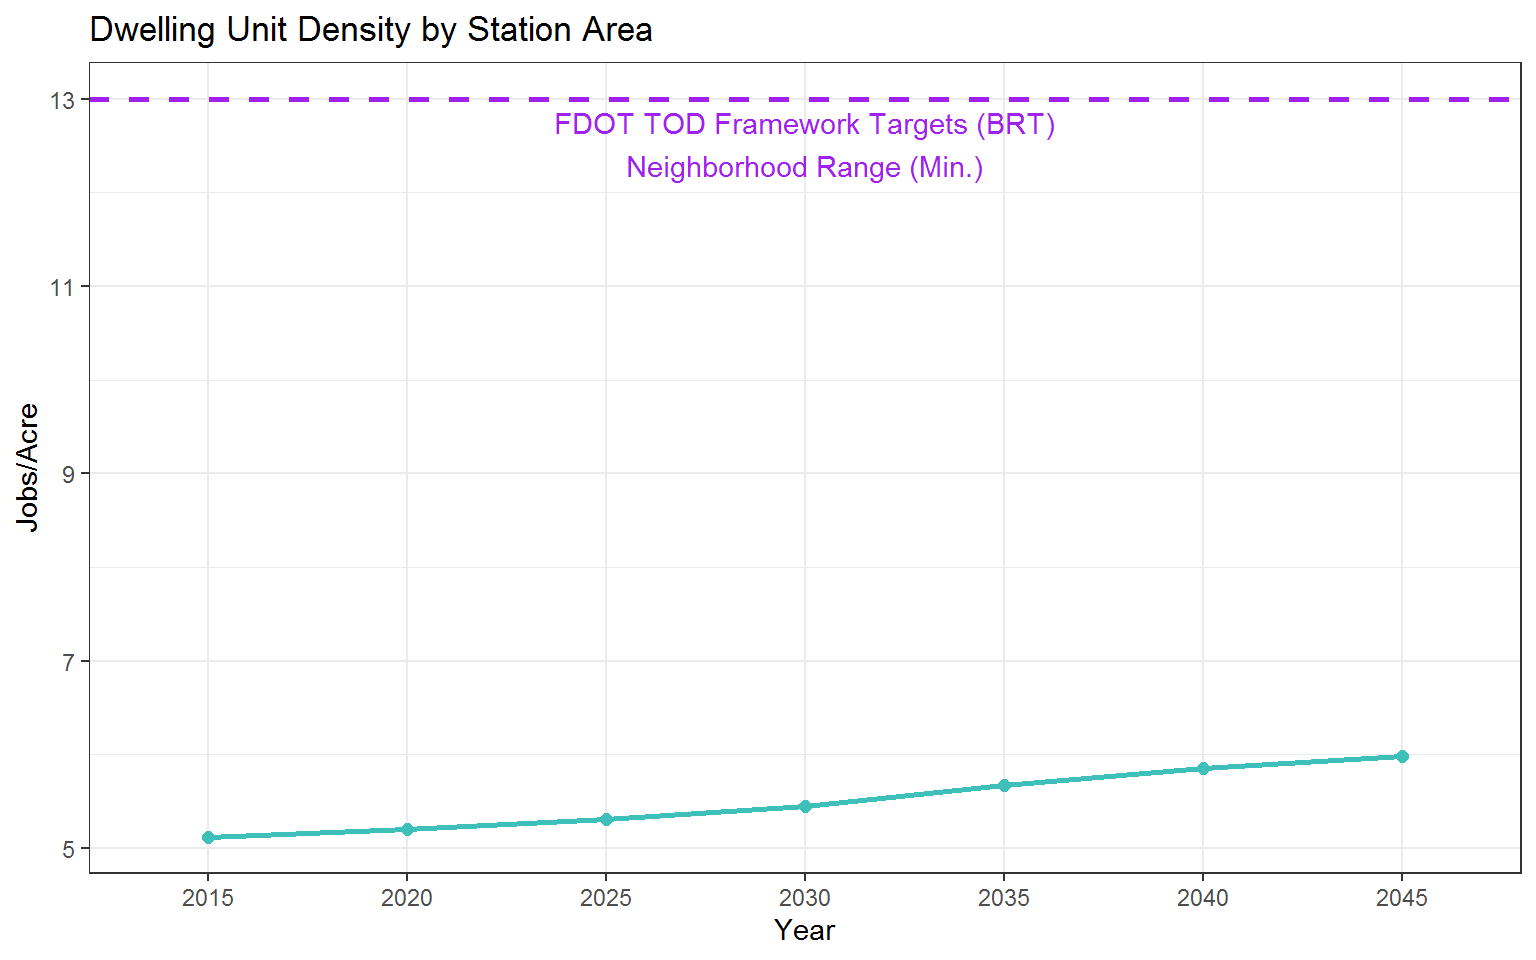 Dwelling Unit Density by Station Area
13
FDOT TOD Framework Targets (BRT)
Neighborhood Range (Min.)
11
9
7
5
Jobs/Acre
2015 2020 2025 2030 2035 2040 2045
Year